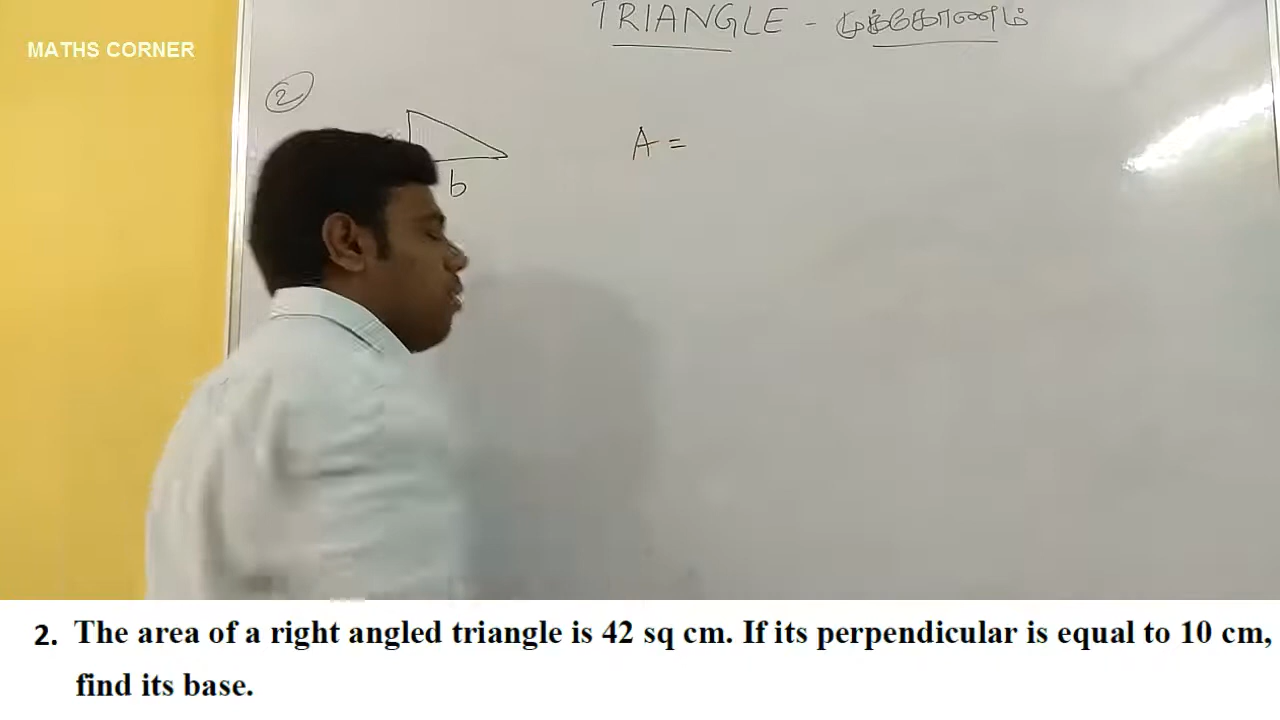 TRIANGLE - முக்கோணம்
MATHS CORNER
2
A =
b
2. The area of a right angled triangle is 42 sq cm. If its perpendicular is equal to 10 cm,
find its base.